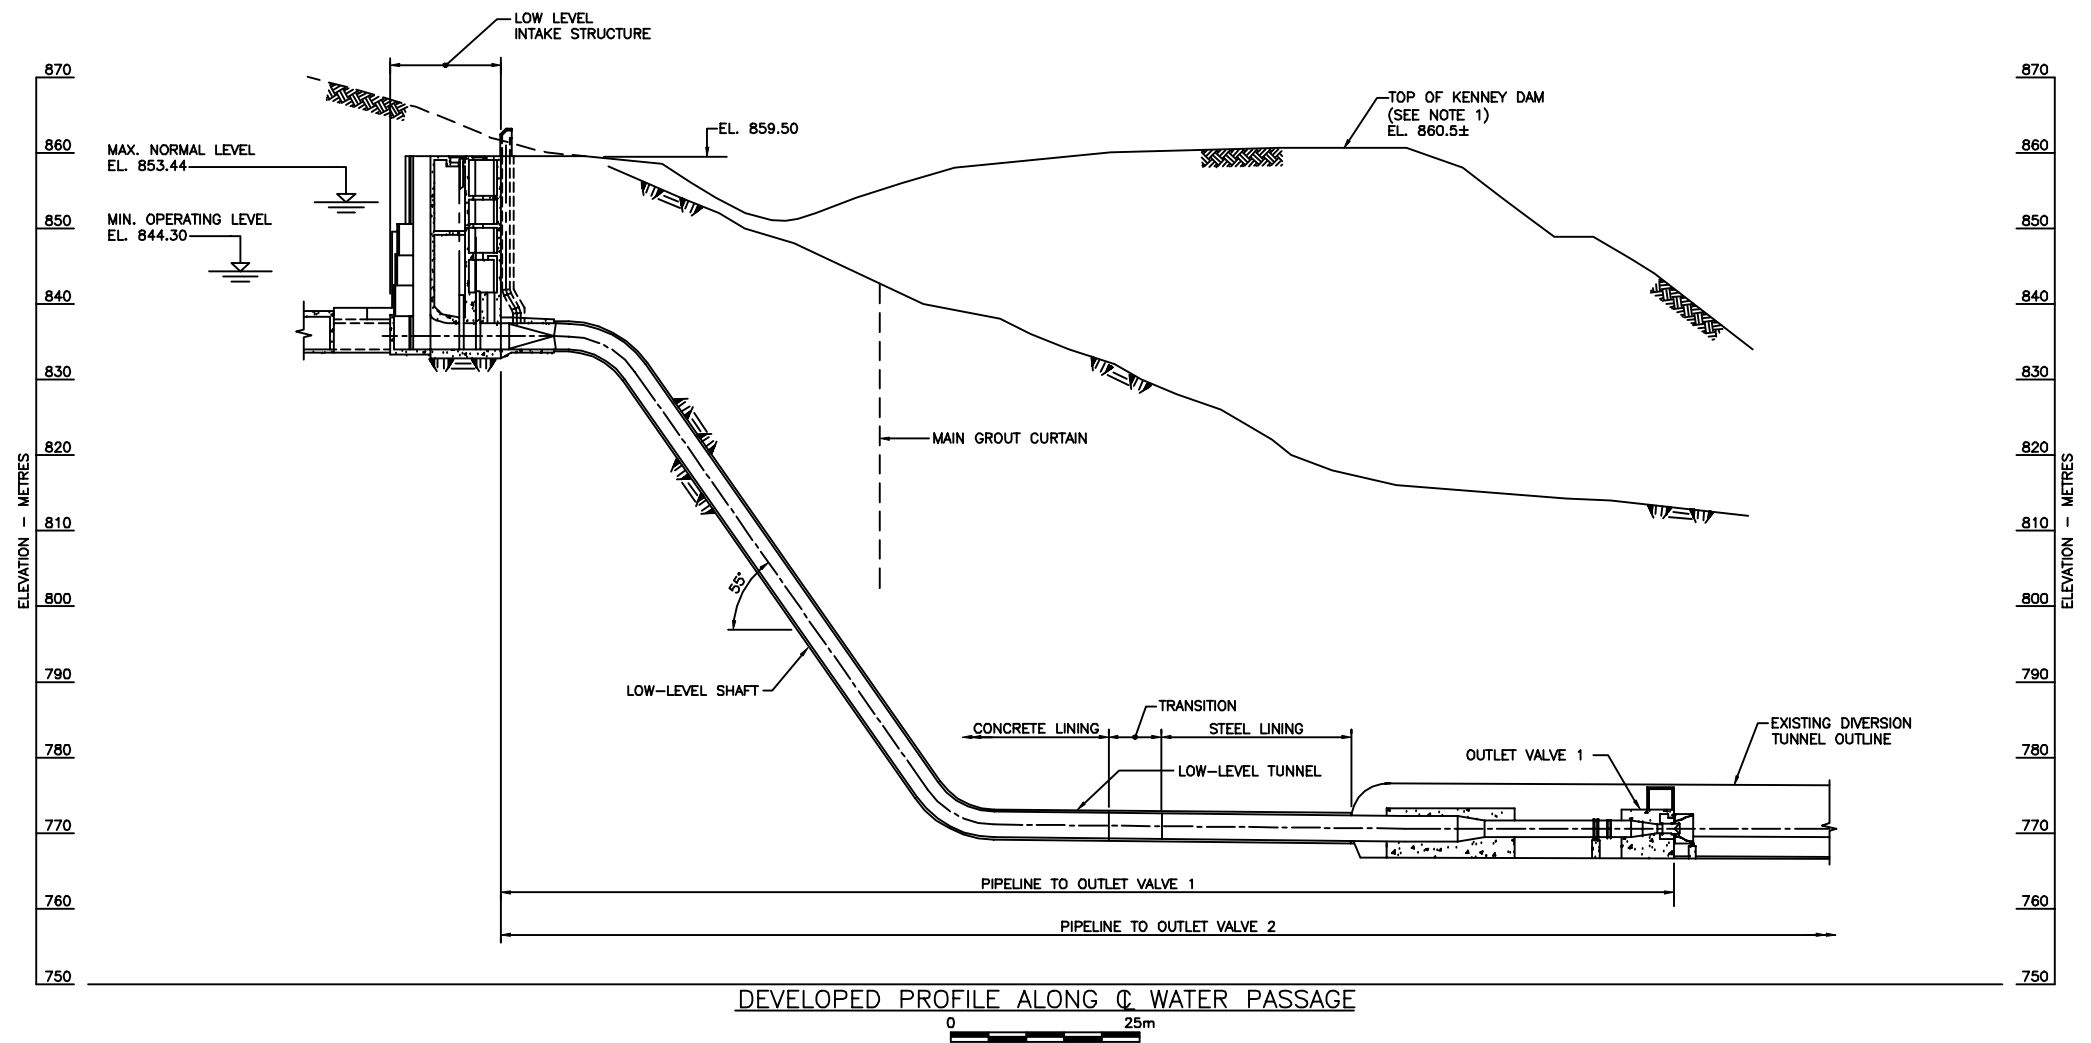 LOW LEVEL
INTAKE STRUCTURE
870
870
TOP OF KENNEY DAM
(SEE NOTE 1)
EL. 860.5±
EL. 859.50
860
860
MAX. NORMAL LEVEL
EL. 853.44
850
850
MIN. OPERATING LEVEL
EL. 844.30
840
840
830
830
MAIN GROUT CURTAIN
820
820
ELEVATION – METRES
ELEVATION – METRES
810
810
55°
800
800
LOW–LEVEL SHAFT
790
790
TRANSITION
CONCRETE LINING
STEEL LINING
EXISTING DIVERSION
TUNNEL OUTLINE
780
780
OUTLET VALVE 1
LOW–LEVEL TUNNEL
770
770
PIPELINE TO OUTLET VALVE 1
760
760
PIPELINE TO OUTLET VALVE 2
750
750
DEVELOPED PROFILE ALONG ℄ WATER PASSAGE
0 25m